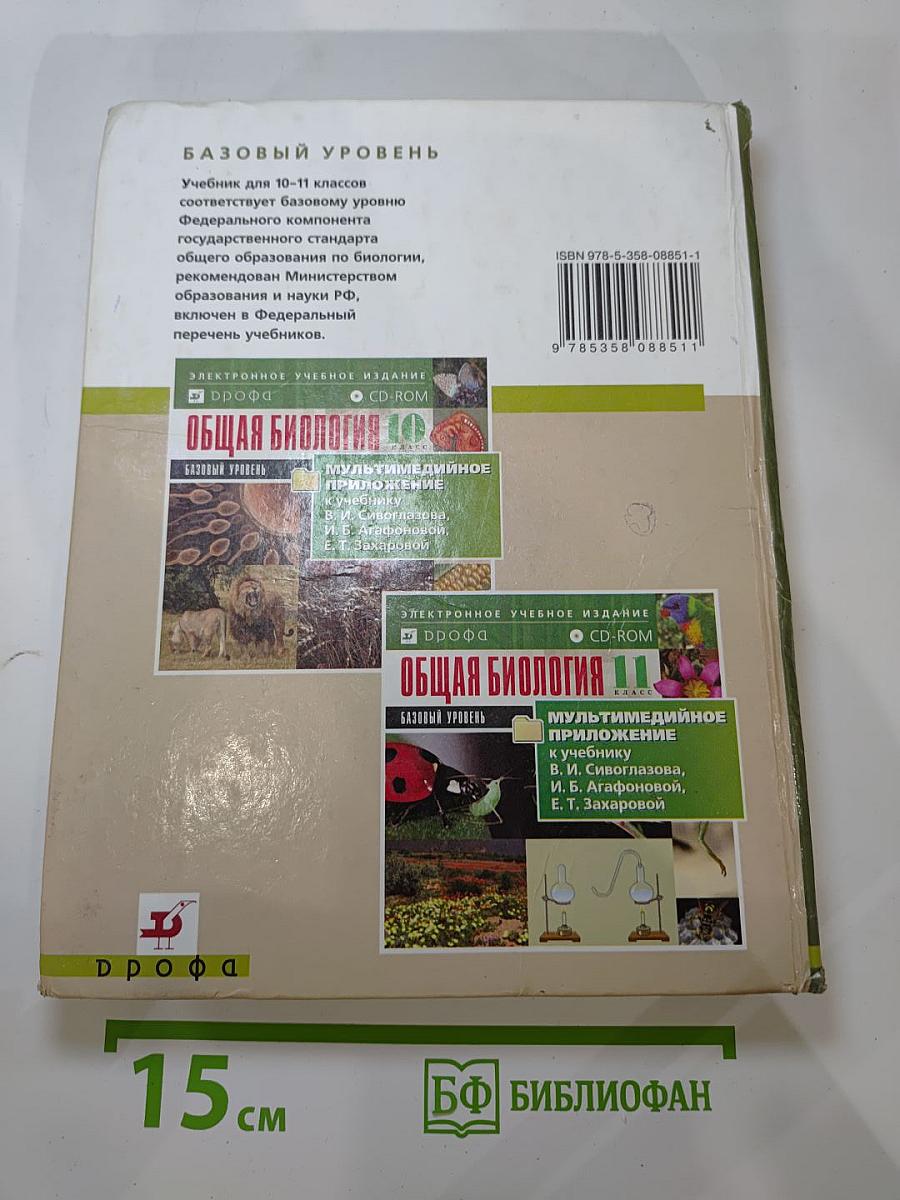 БАЗОВЫЙ УРОВЕНЬ
Учебник для 10–11 классов
соответствует базовому уровню
Федерального компонента
государственного стандарта
общего образования по биологии,
рекомендован Министерством
образования и науки РФ,
включен в Федеральный
перечень учебников.
ISBN 978-5-358-08851-1
9 785358 088511
ЭЛЕКТРОННОЕ УЧЕБНОЕ ИЗДАНИЕ
дрофа
CD-ROM
ОБЩАЯ БИОЛОГИЯ 10
КЛАСС
БАЗОВЫЙ УРОВЕНЬ
МУЛЬТИМЕДИЙНОЕ
ПРИЛОЖЕНИЕ
к учебнику
В. И. Сивоглазова,
И. Б. Агафоновой,
Е. Т. Захаровой
ЭЛЕКТРОННОЕ УЧЕБНОЕ ИЗДАНИЕ
дрофа
CD-ROM
ОБЩАЯ БИОЛОГИЯ 11
КЛАСС
БАЗОВЫЙ УРОВЕНЬ
МУЛЬТИМЕДИЙНОЕ
ПРИЛОЖЕНИЕ
к учебнику
В. И. Сивоглазова,
И. Б. Агафоновой,
Е. Т. Захаровой
дрофа
15 см
БФ БИБЛИОФАН